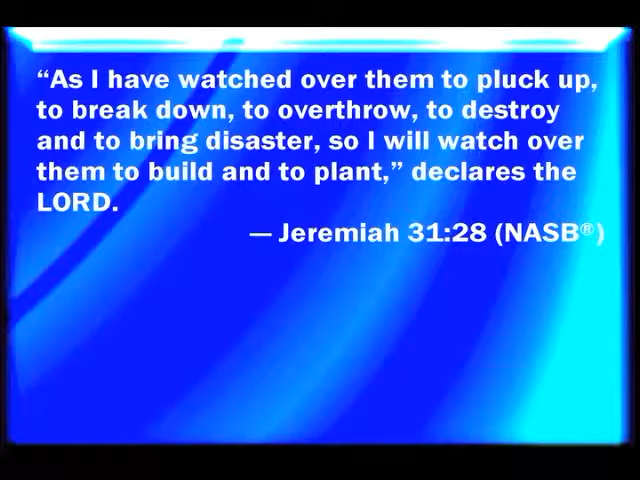 “As I have watched over them to pluck up,
to break down, to overthrow, to destroy
and to bring disaster, so I will watch over
them to build and to plant,” declares the
LORD.
— Jeremiah 31:28 (NASB®)